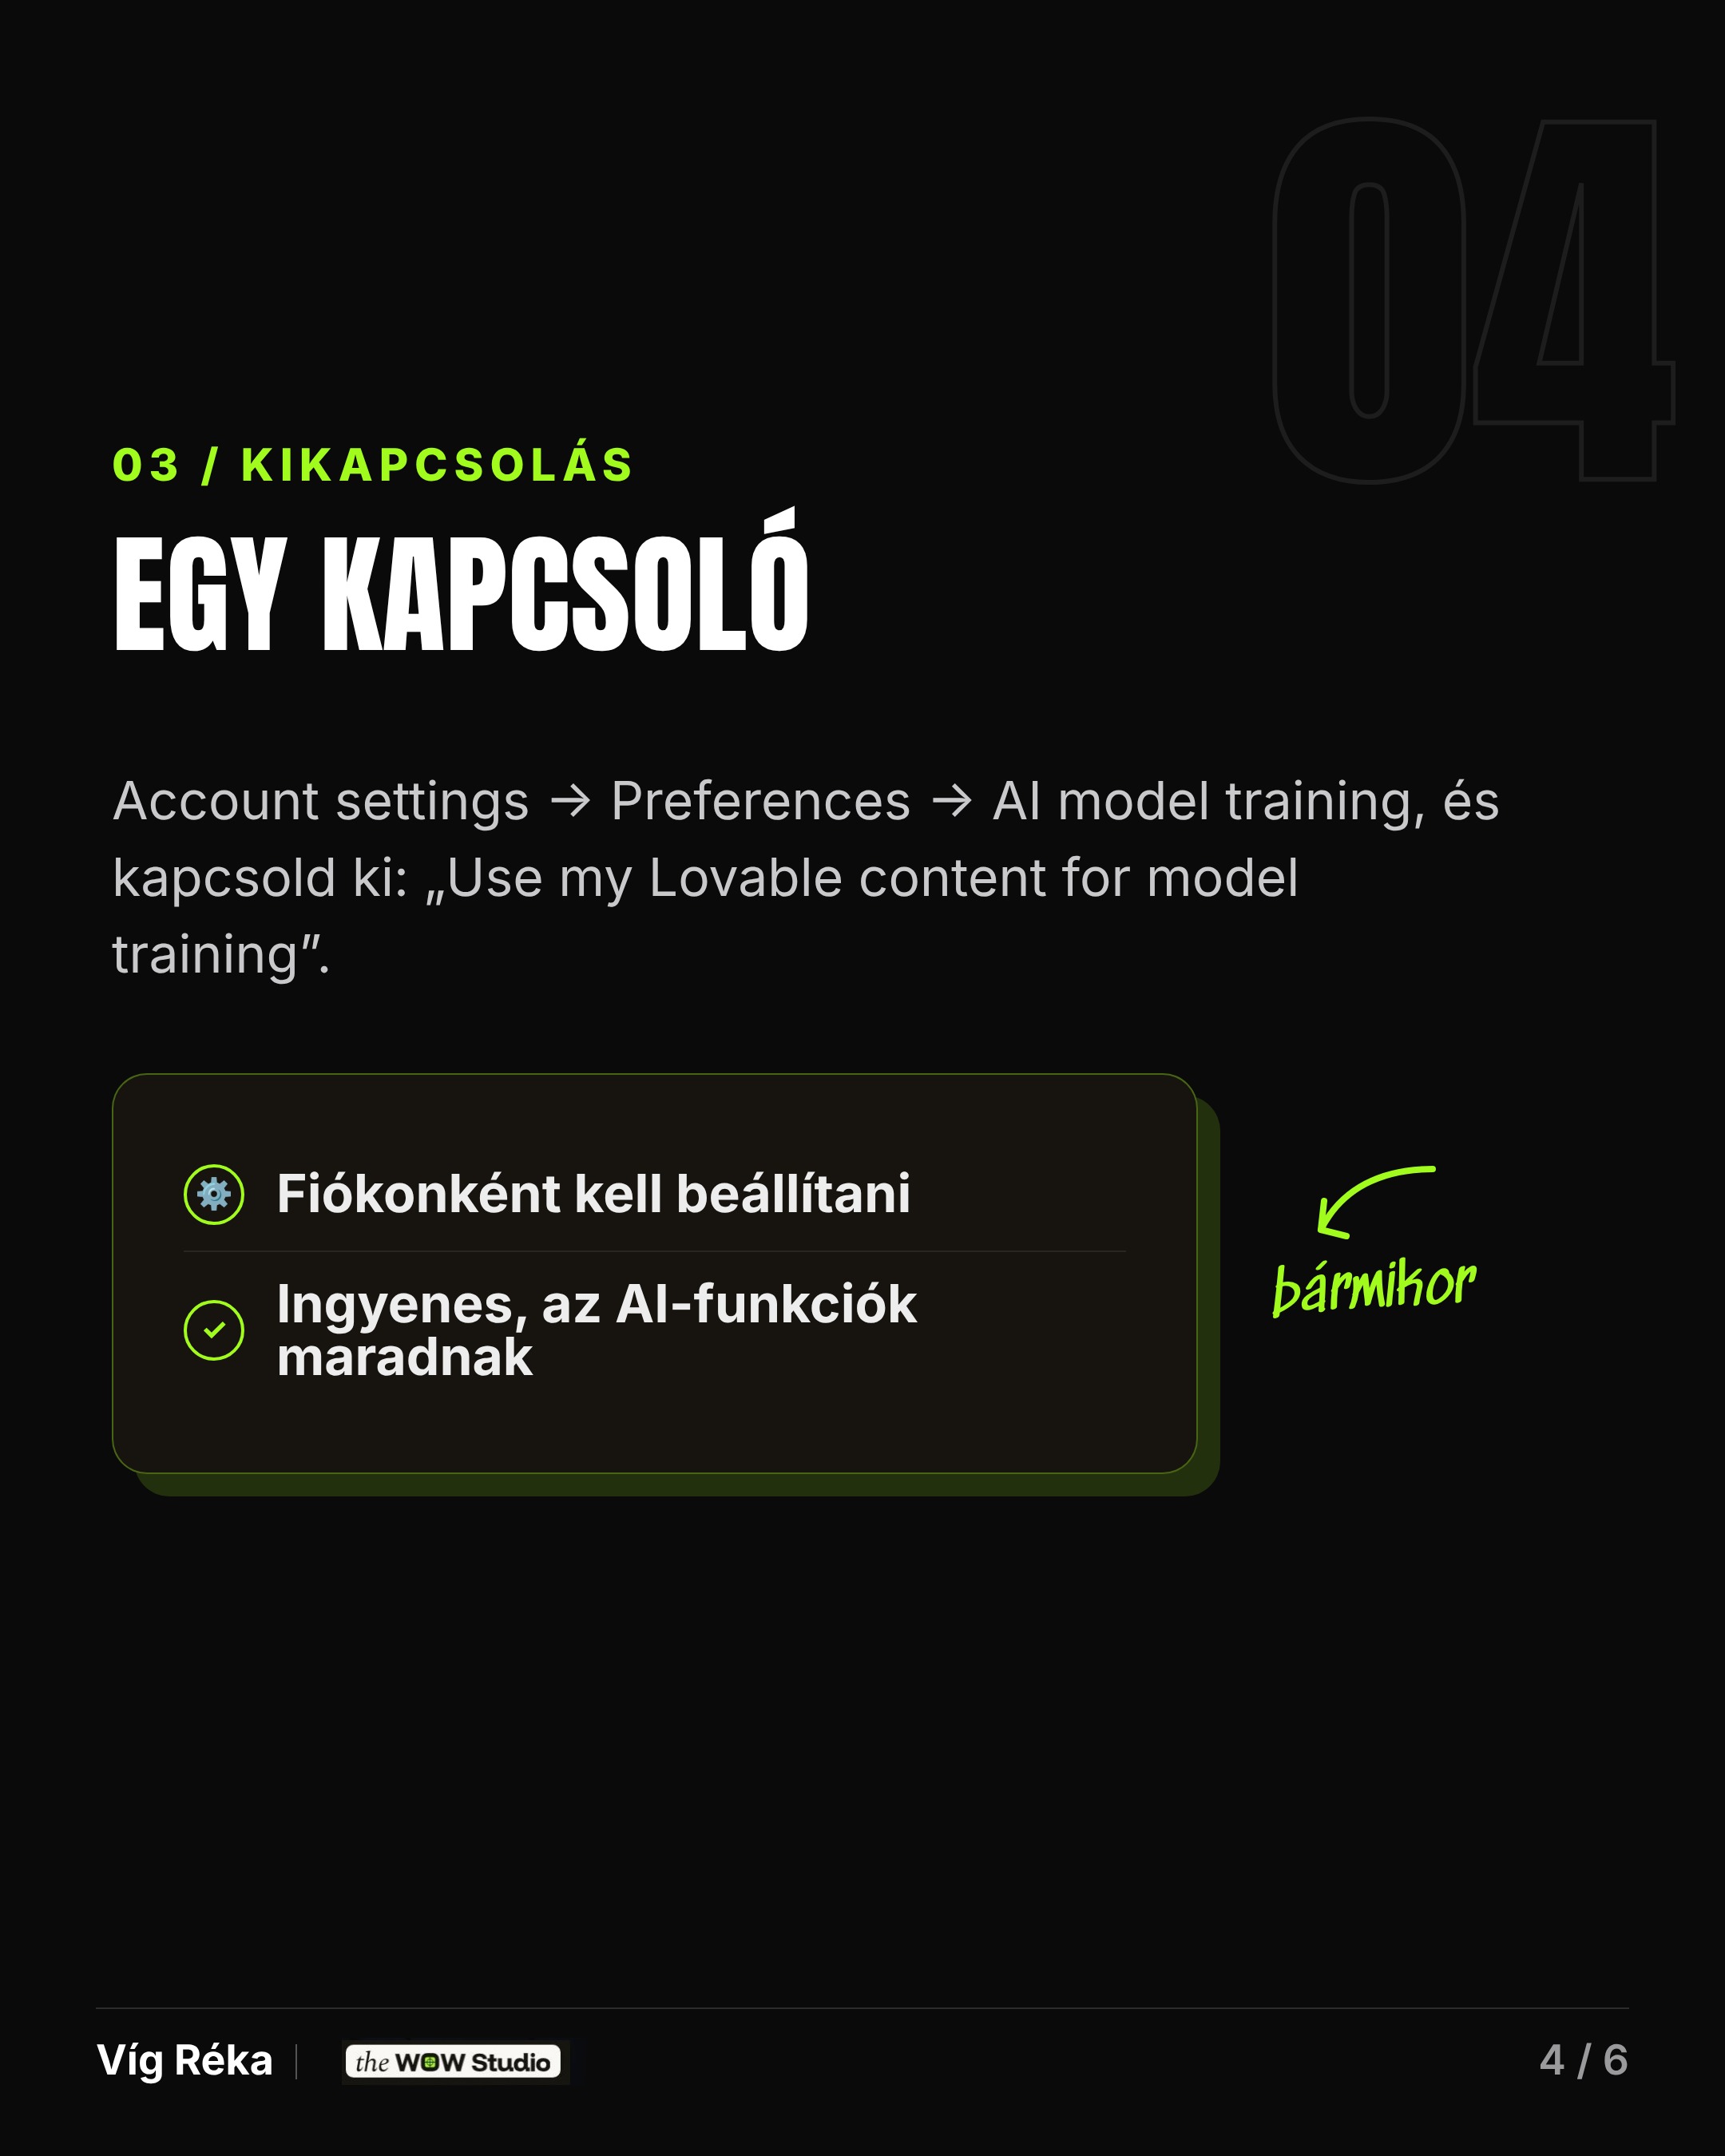 04
03 / KIKAPCSOLÁS
EGY KAPCSOLÓ
Account settings → Preferences → AI model training, és
kapcsold ki: „Use my Lovable content for model
training”.
Fiókonként kell beállítani
Ingyenes, az AI-funkciók
maradnak
bármikor
Víg Réka
the WOW Studio
4 / 6